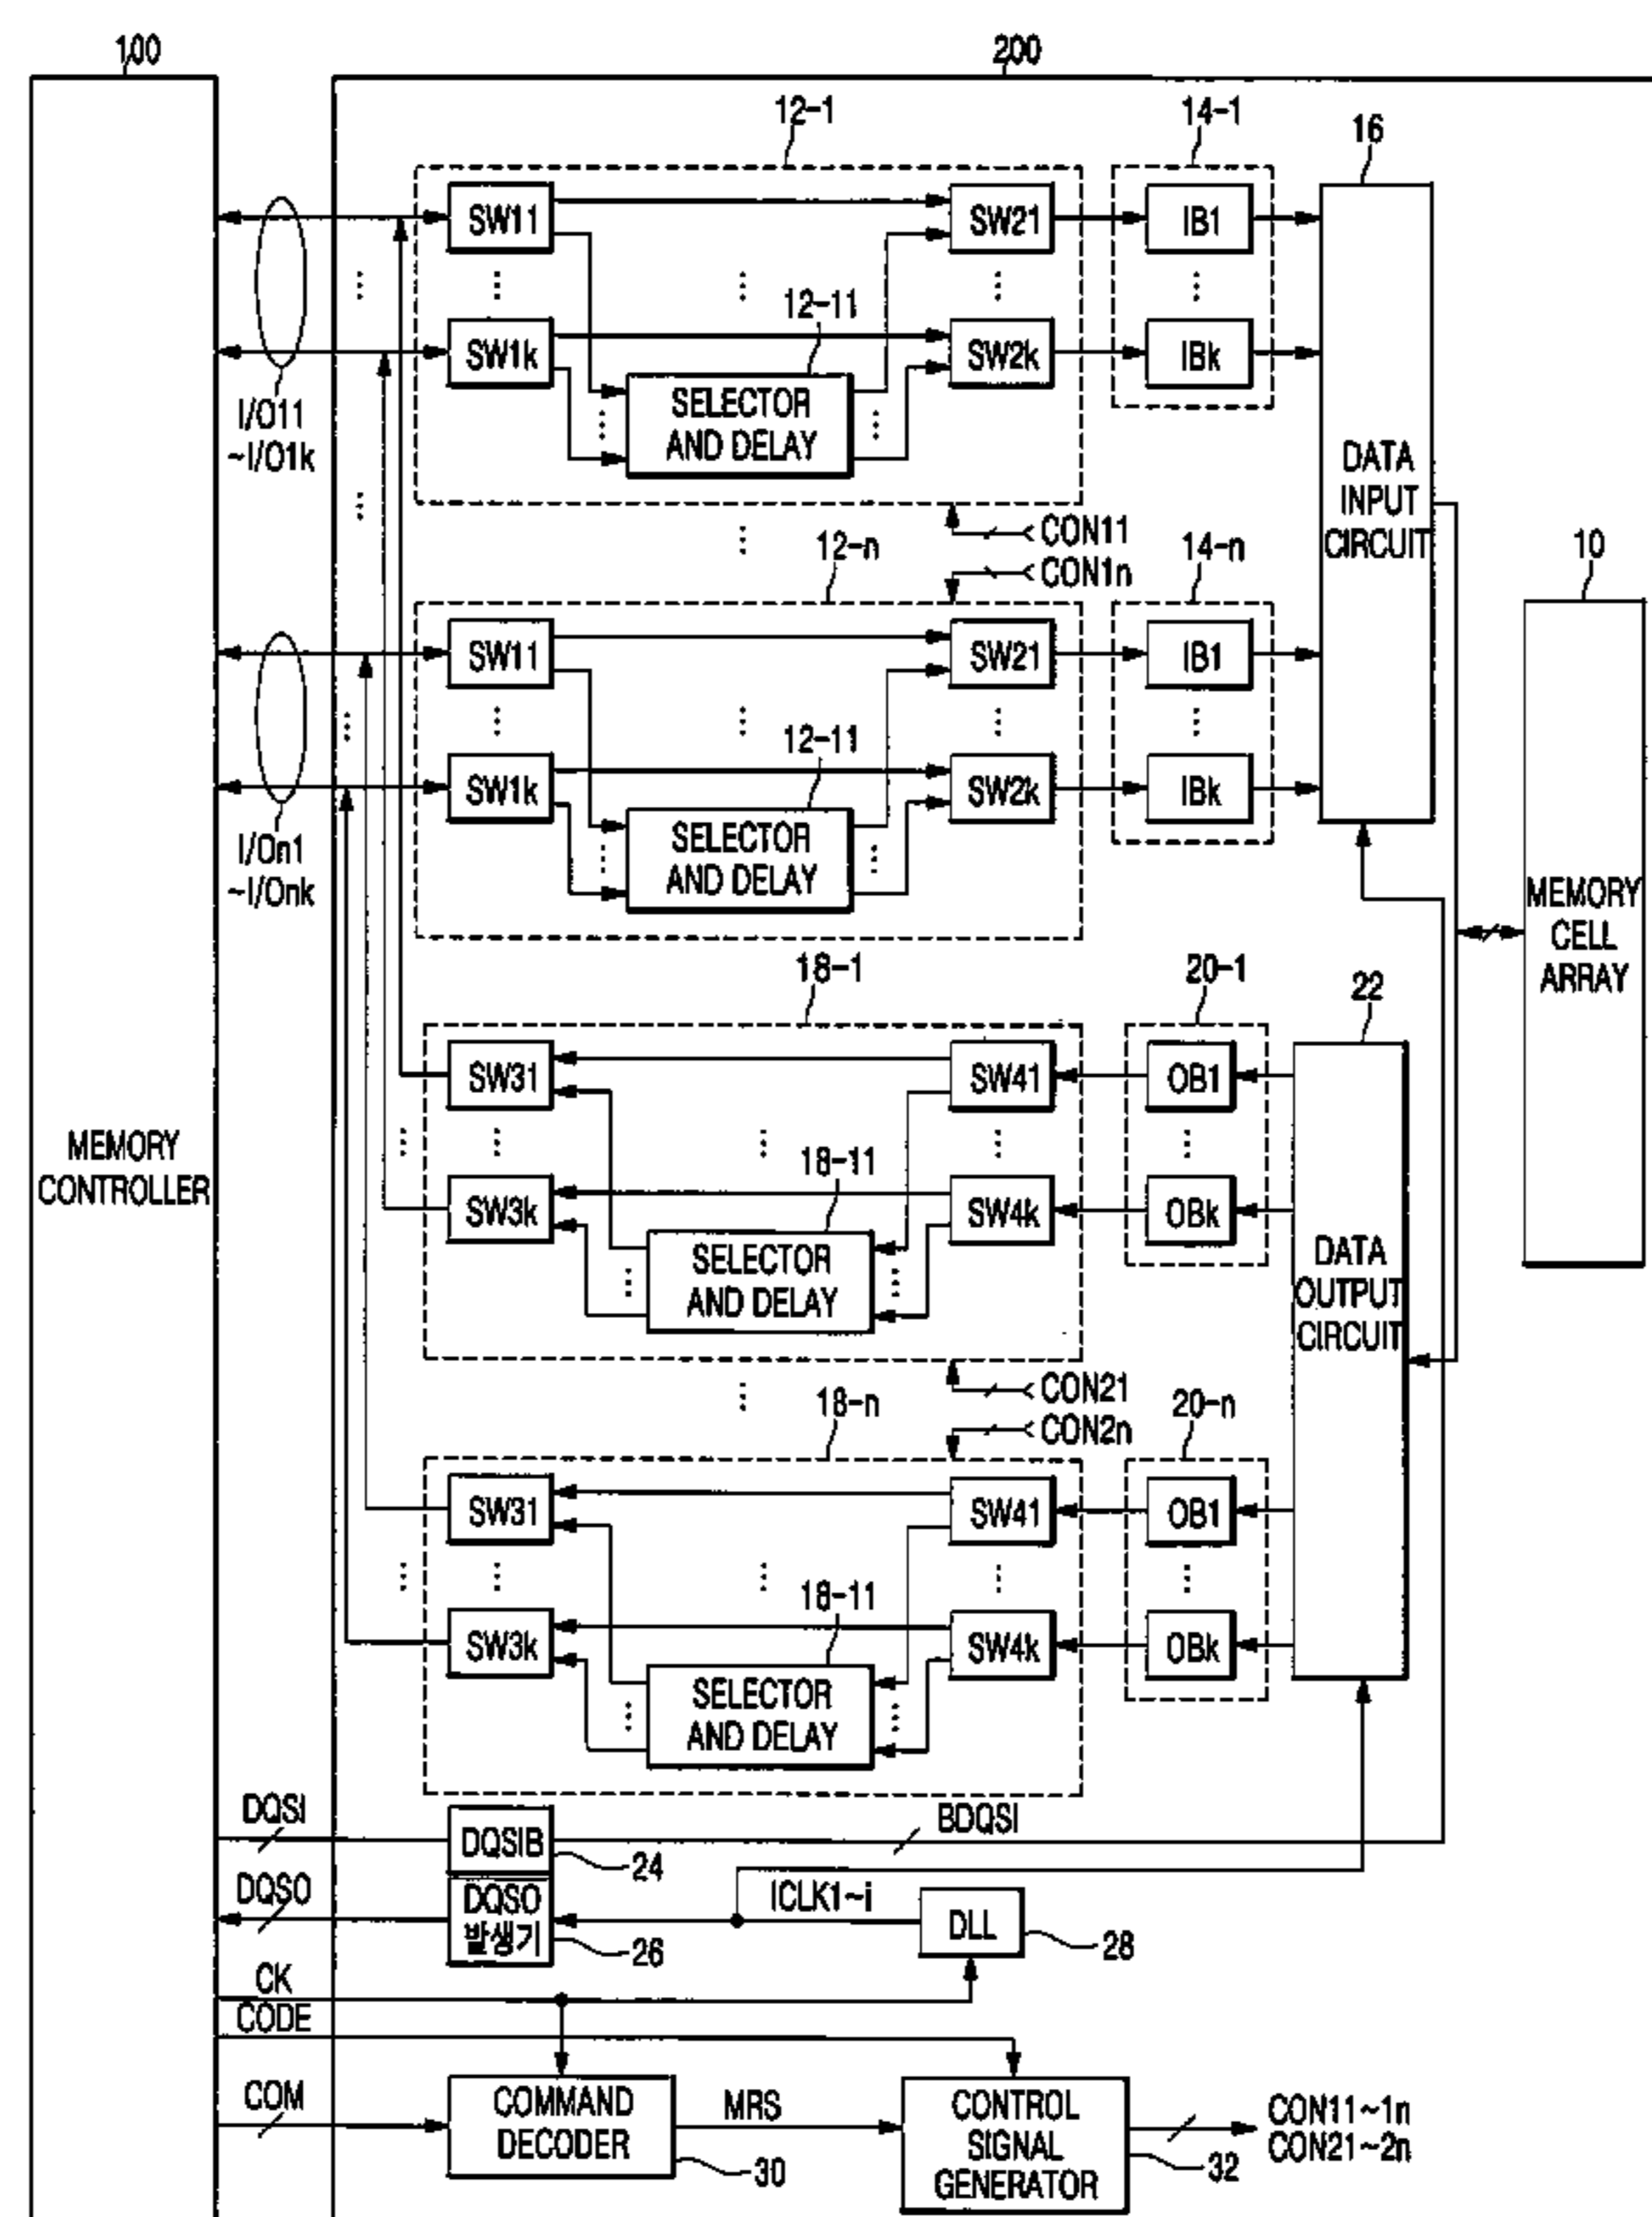 100
200
12-1
14-1
16
SW11
SW21
IB1
12-11
SW1k
SW2k
IBk
SELECTOR
AND DELAY
I/O11
~I/O1k
DATA
INPUT
CIRCUIT
CON11
CON1n
12-n
14-n
10
SW11
SW21
IB1
12-11
SW1k
SW2k
IBk
SELECTOR
AND DELAY
I/On1
~I/Onk
MEMORY
CELL
ARRAY
18-1
20-1
22
SW31
SW41
OB1
MEMORY
CONTROLLER
18-11
SW3k
SW4k
OBk
SELECTOR
AND DELAY
DATA
OUTPUT
CIRCUIT
CON21
CON2n
18-n
20-n
SW31
SW41
OB1
18-11
SW3k
SW4k
OBk
SELECTOR
AND DELAY
DQSI
DQSIB
24
BDQSI
DQSO
DQSO
발생기
26
ICLK1~i
DLL
28
CK
CODE
COM
COMMAND
DECODER
30
MRS
CONTROL
SIGNAL
GENERATOR
32
CON11~1n
CON21~2n